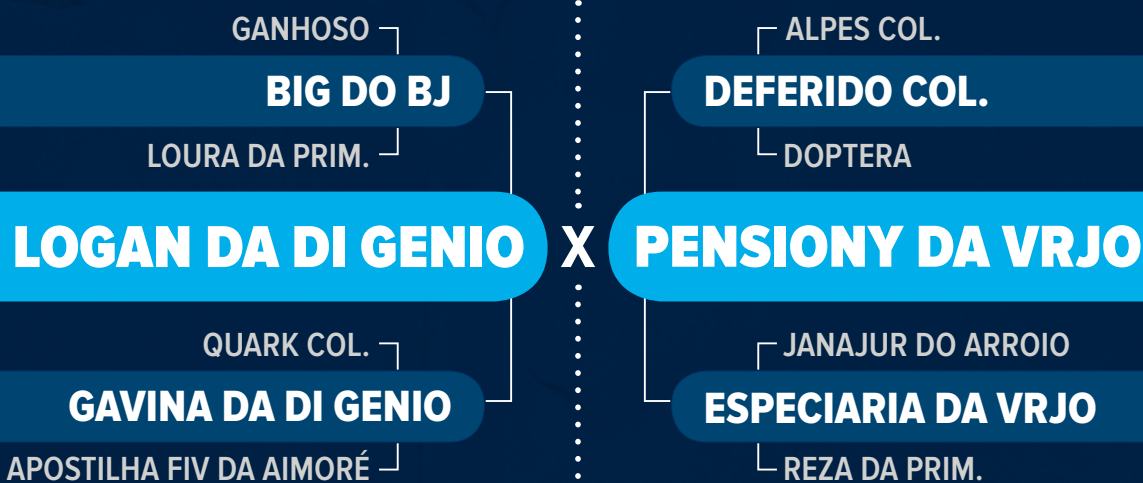 GANHOSO
BIG DO BJ
LOURA DA PRIM.
LOGAN DA DI GENIO
QUARK COL.
GAVINA DA DI GENIO
APOSTILHA FIV DA AIMORÉ
X
ALPES COL.
DEFERIDO COL.
DOPTERA
PENSIONY DA VRJO
JANAJUR DO ARROIO
ESPECIARIA DA VRJO
REZA DA PRIM.